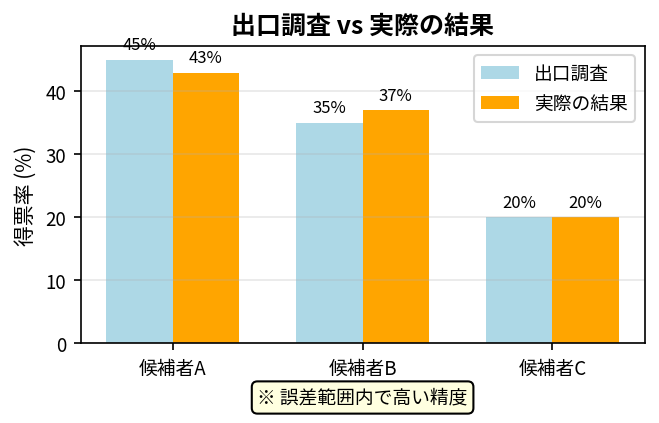 出口調査 vs 実際の結果
45%
43%
35%
37%
20%
20%
出口調査
実際の結果
得票率 (%)
40
30
20
10
0
候補者A
候補者B
候補者C
※ 誤差範囲内で高い精度